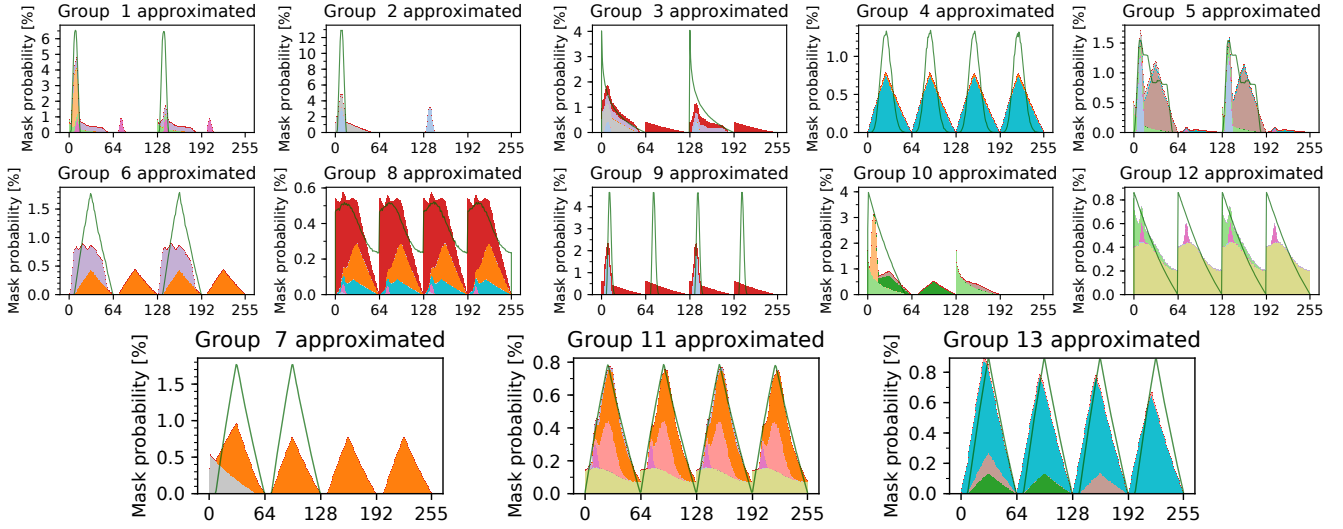 Group 1 approximated
Mask probability [%]
6
5
4
3
2
1
0
0 64 128 192 255
Group 2 approximated
Mask probability [%]
12
10
8
6
4
2
0
0 64 128 192 255
Group 3 approximated
Mask probability [%]
4
3
2
1
0
0 64 128 192 255
Group 4 approximated
Mask probability [%]
1.0
0.5
0.0
0 64 128 192 255
Group 5 approximated
Mask probability [%]
1.5
1.0
0.5
0.0
0 64 128 192 255
Group 6 approximated
Mask probability [%]
1.5
1.0
0.5
0.0
0 64 128 192 255
Group 8 approximated
Mask probability [%]
0.6
0.4
0.2
0.0
0 64 128 192 255
Group 9 approximated
Mask probability [%]
4
2
0
0 64 128 192 255
Group 10 approximated
Mask probability [%]
4
3
2
1
0
0 64 128 192 255
Group 12 approximated
Mask probability [%]
0.8
0.6
0.4
0.2
0.0
0 64 128 192 255
Group 7 approximated
Mask probability [%]
1.5
1.0
0.5
0.0
0 64 128 192 255
Group 11 approximated
Mask probability [%]
0.8
0.6
0.4
0.2
0.0
0 64 128 192 255
Group 13 approximated
Mask probability [%]
0.8
0.6
0.4
0.2
0.0
0 64 128 192 255